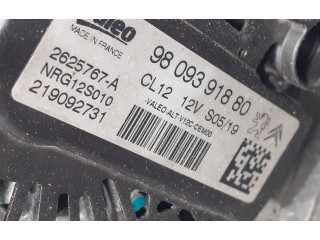 Valeo
MADE IN FRANCE
2625767-A
NRG12S010
219092731
98 093 918 80
CL12 12V S05/19
VALEO-ALT-V12C-CEM00